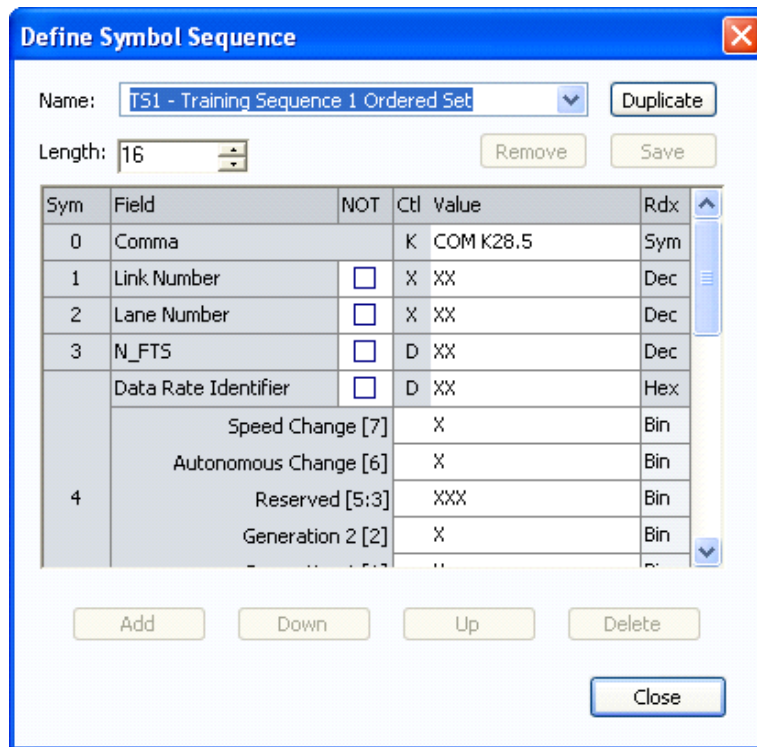 Define Symbol Sequence
Name: TS1 - Training Sequence 1 Ordered Set Duplicate
Length: 16 Remove Save
Sym Field NOT Ctl Value Rdx
0 Comma K COM K28.5 Sym
1 Link Number X XX Dec
2 Lane Number X XX Dec
3 N_FTS D XX Dec
Data Rate Identifier D XX Hex
Speed Change [7] X Bin
Autonomous Change [6] X Bin
4 Reserved [5:3] XXX Bin
Generation 2 [2] X Bin
Add Down Up Delete
Close